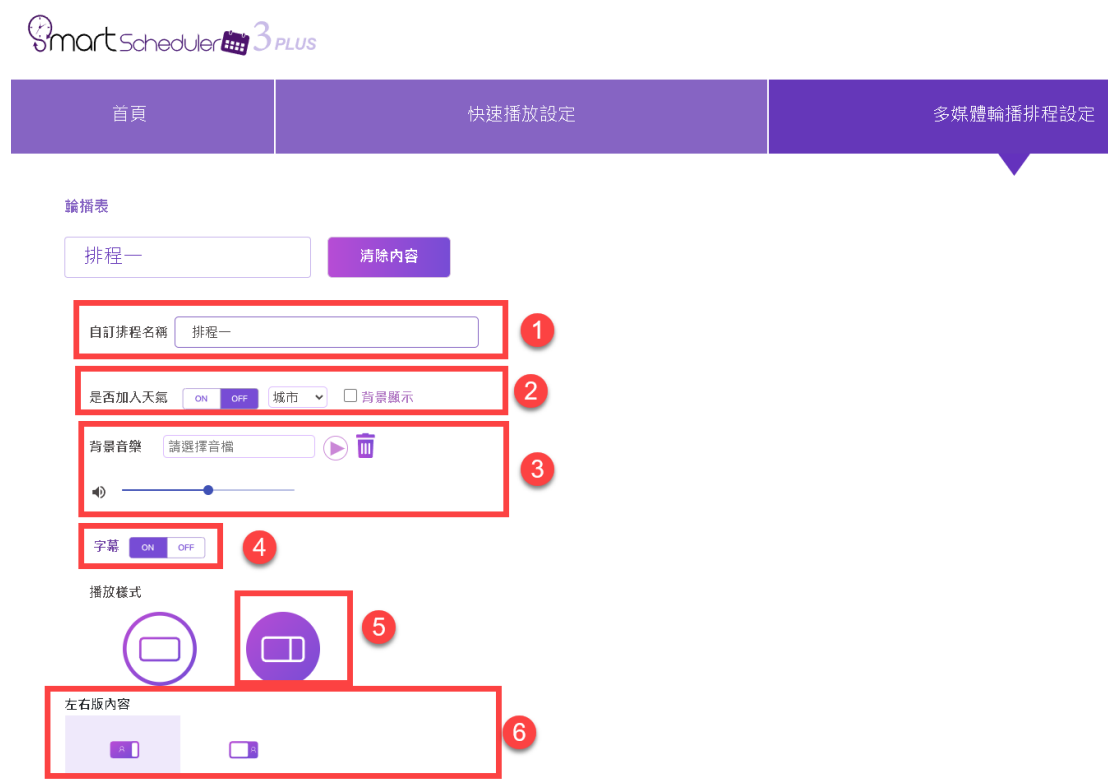 Smart Scheduler 3 PLUS
首頁 快速播放設定 多媒體輪播排程設定
輪播表
排程一 清除內容
自訂排程名稱 排程一 1
是否加入天氣 ON OFF 城市 背景顯示 2
背景音樂 請選擇音檔
3
字幕 ON OFF 4
播放樣式
5
左右版內容
6